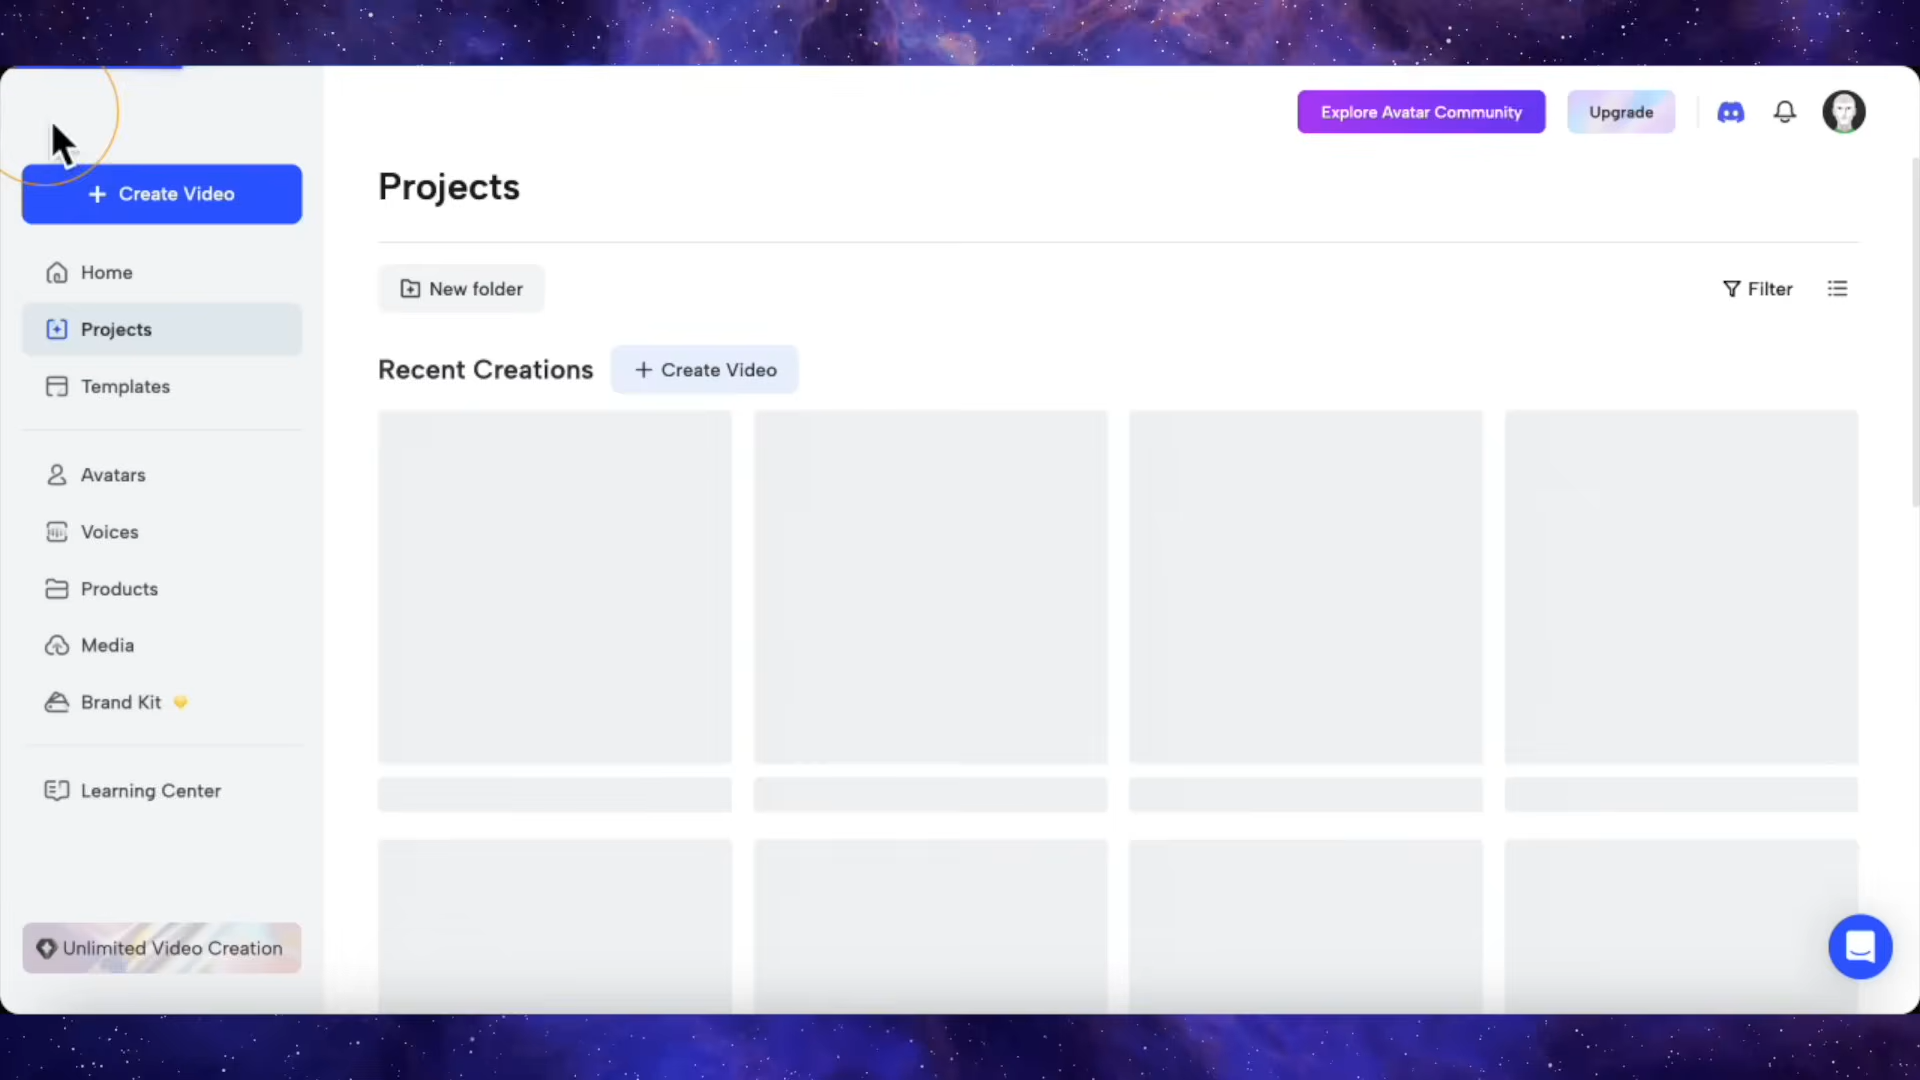 Explore Avatar Community
Upgrade
+ Create Video
Projects
Home
New folder
Filter
Projects
Recent Creations
+ Create Video
Templates
Avatars
Voices
Products
Media
Brand Kit
Learning Center
Unlimited Video Creation